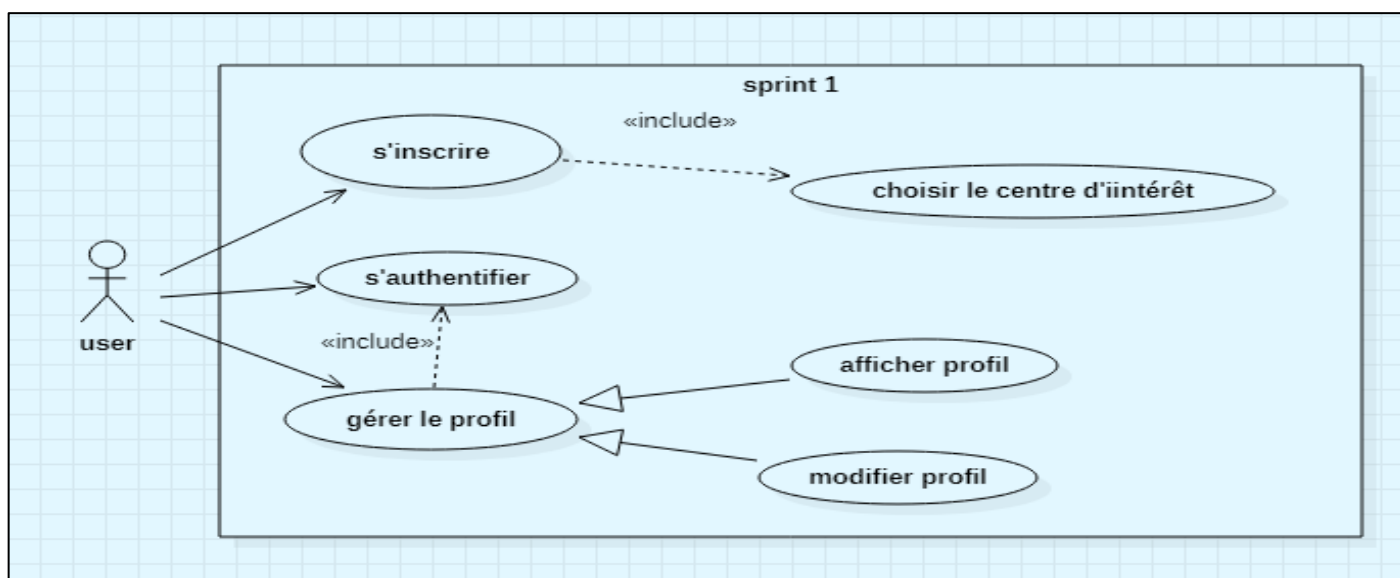 sprint 1
«include»
s'inscrire
choisir le centre d'iintérêt
s'authentifier
user
«include»
afficher profil
gérer le profil
modifier profil